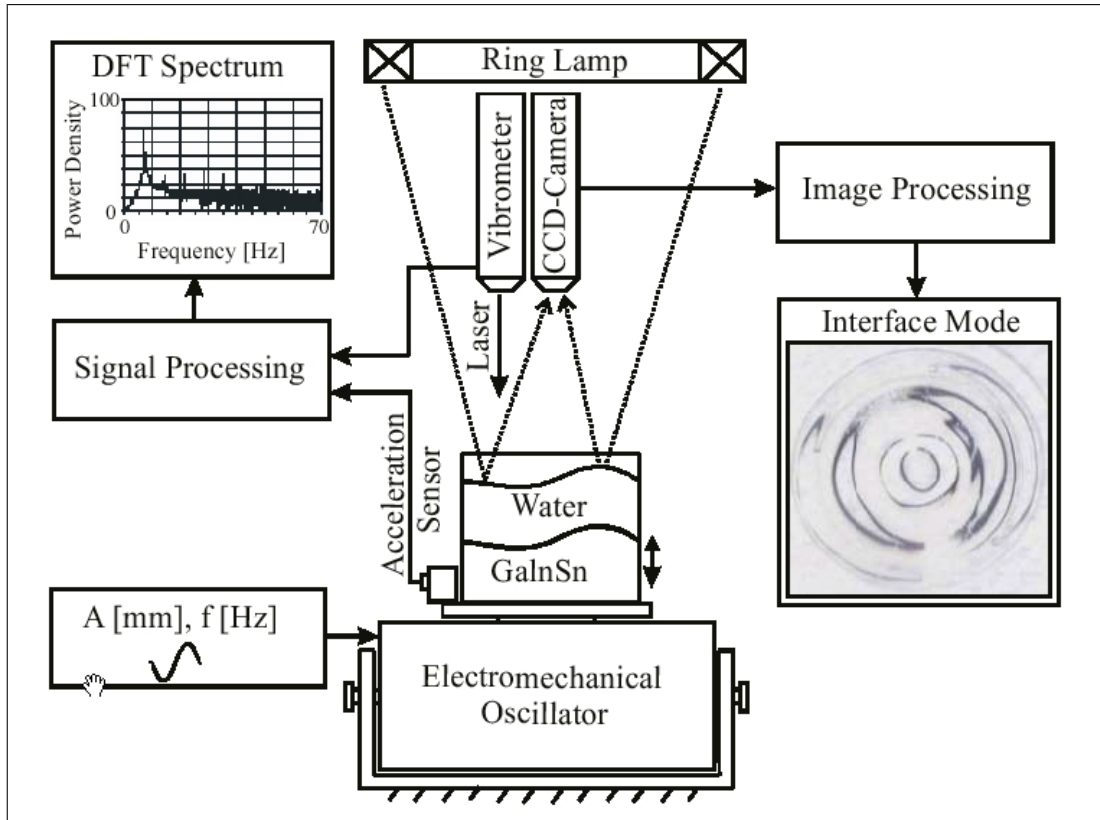 DFT Spectrum
100
Power Density
0
0
70
Frequency [Hz]
Ring Lamp
Vibrometer
CCD-Camera
Image Processing
Laser
Interface Mode
Signal Processing
Acceleration
Sensor
Water
GaInSn
A [mm], f [Hz]
Electromechanical
Oscillator